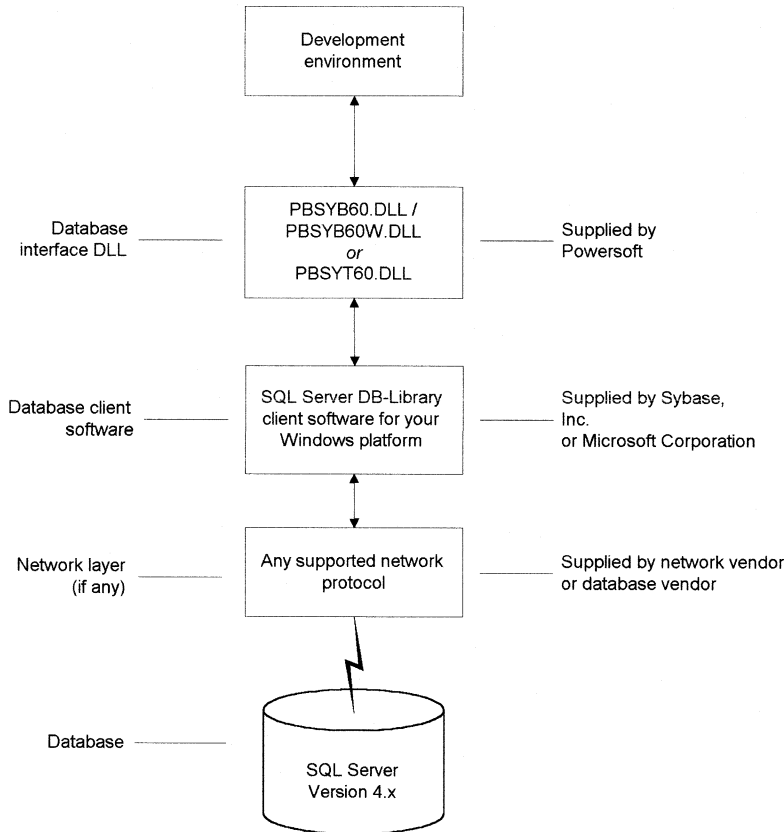 Development
environment
Database
interface DLL
PBSYB60.DLL /
PBSYB60W.DLL
or
PBSYT60.DLL
Supplied by
Powersoft
Database client
software
SQL Server DB-Library
client software for your
Windows platform
Supplied by Sybase,
Inc.
or Microsoft Corporation
Network layer
(if any)
Any supported network
protocol
Supplied by network vendor
or database vendor
Database
SQL Server
Version 4.x